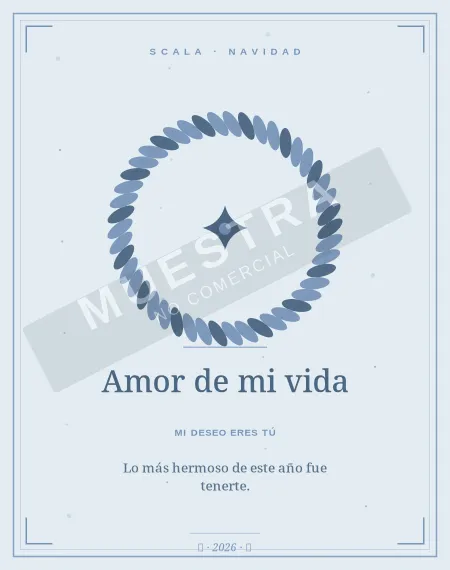 SCALA · NAVIDAD
MUESTRA
NO COMERCIAL
Amor de mi vida
MI DESEO ERES TÚ
Lo más hermoso de este año fue
tenerte.
· 2026 ·